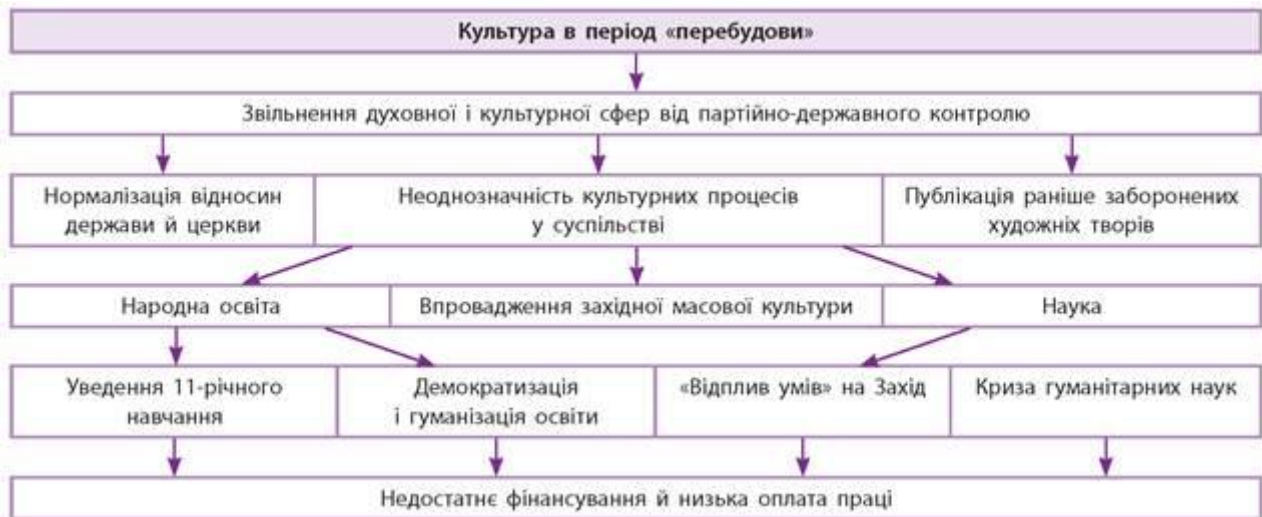 Культура в період «перебудови»
Звільнення духовної і культурної сфер від партійно-державного контролю
Нормалізація відносин
держави й церкви
Неоднозначність культурних процесів
у суспільстві
Публікація раніше заборонених
художніх творів
Народна освіта
Впровадження західної масової культури
Наука
Уведення 11-річного
навчання
Демократизація
і гуманізація освіти
«Відплив умів» на Захід
Криза гуманітарних наук
Недостатнє фінансування й низька оплата праці